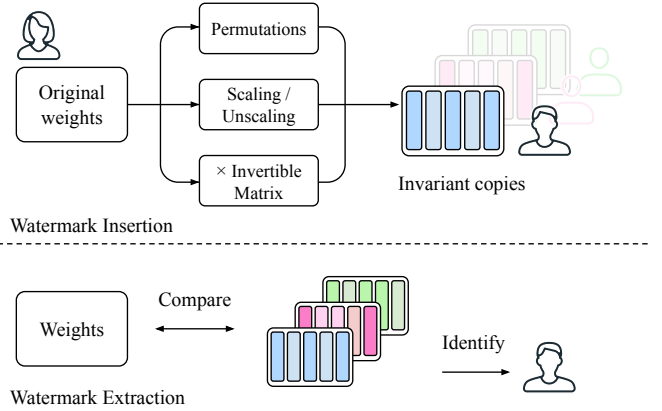 Permutations
Original
weights
Scaling /
Unscaling
× Invertible
Matrix
Invariant copies
Watermark Insertion
Compare
Weights
Identify
Watermark Extraction